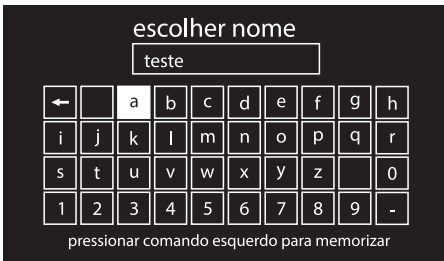 escolher nome
teste
← a b c d e f g h
i j k l m n o p q r
s t u v w x y z 0
1 2 3 4 5 6 7 8 9 -
pressionar comando esquerdo para memorizar